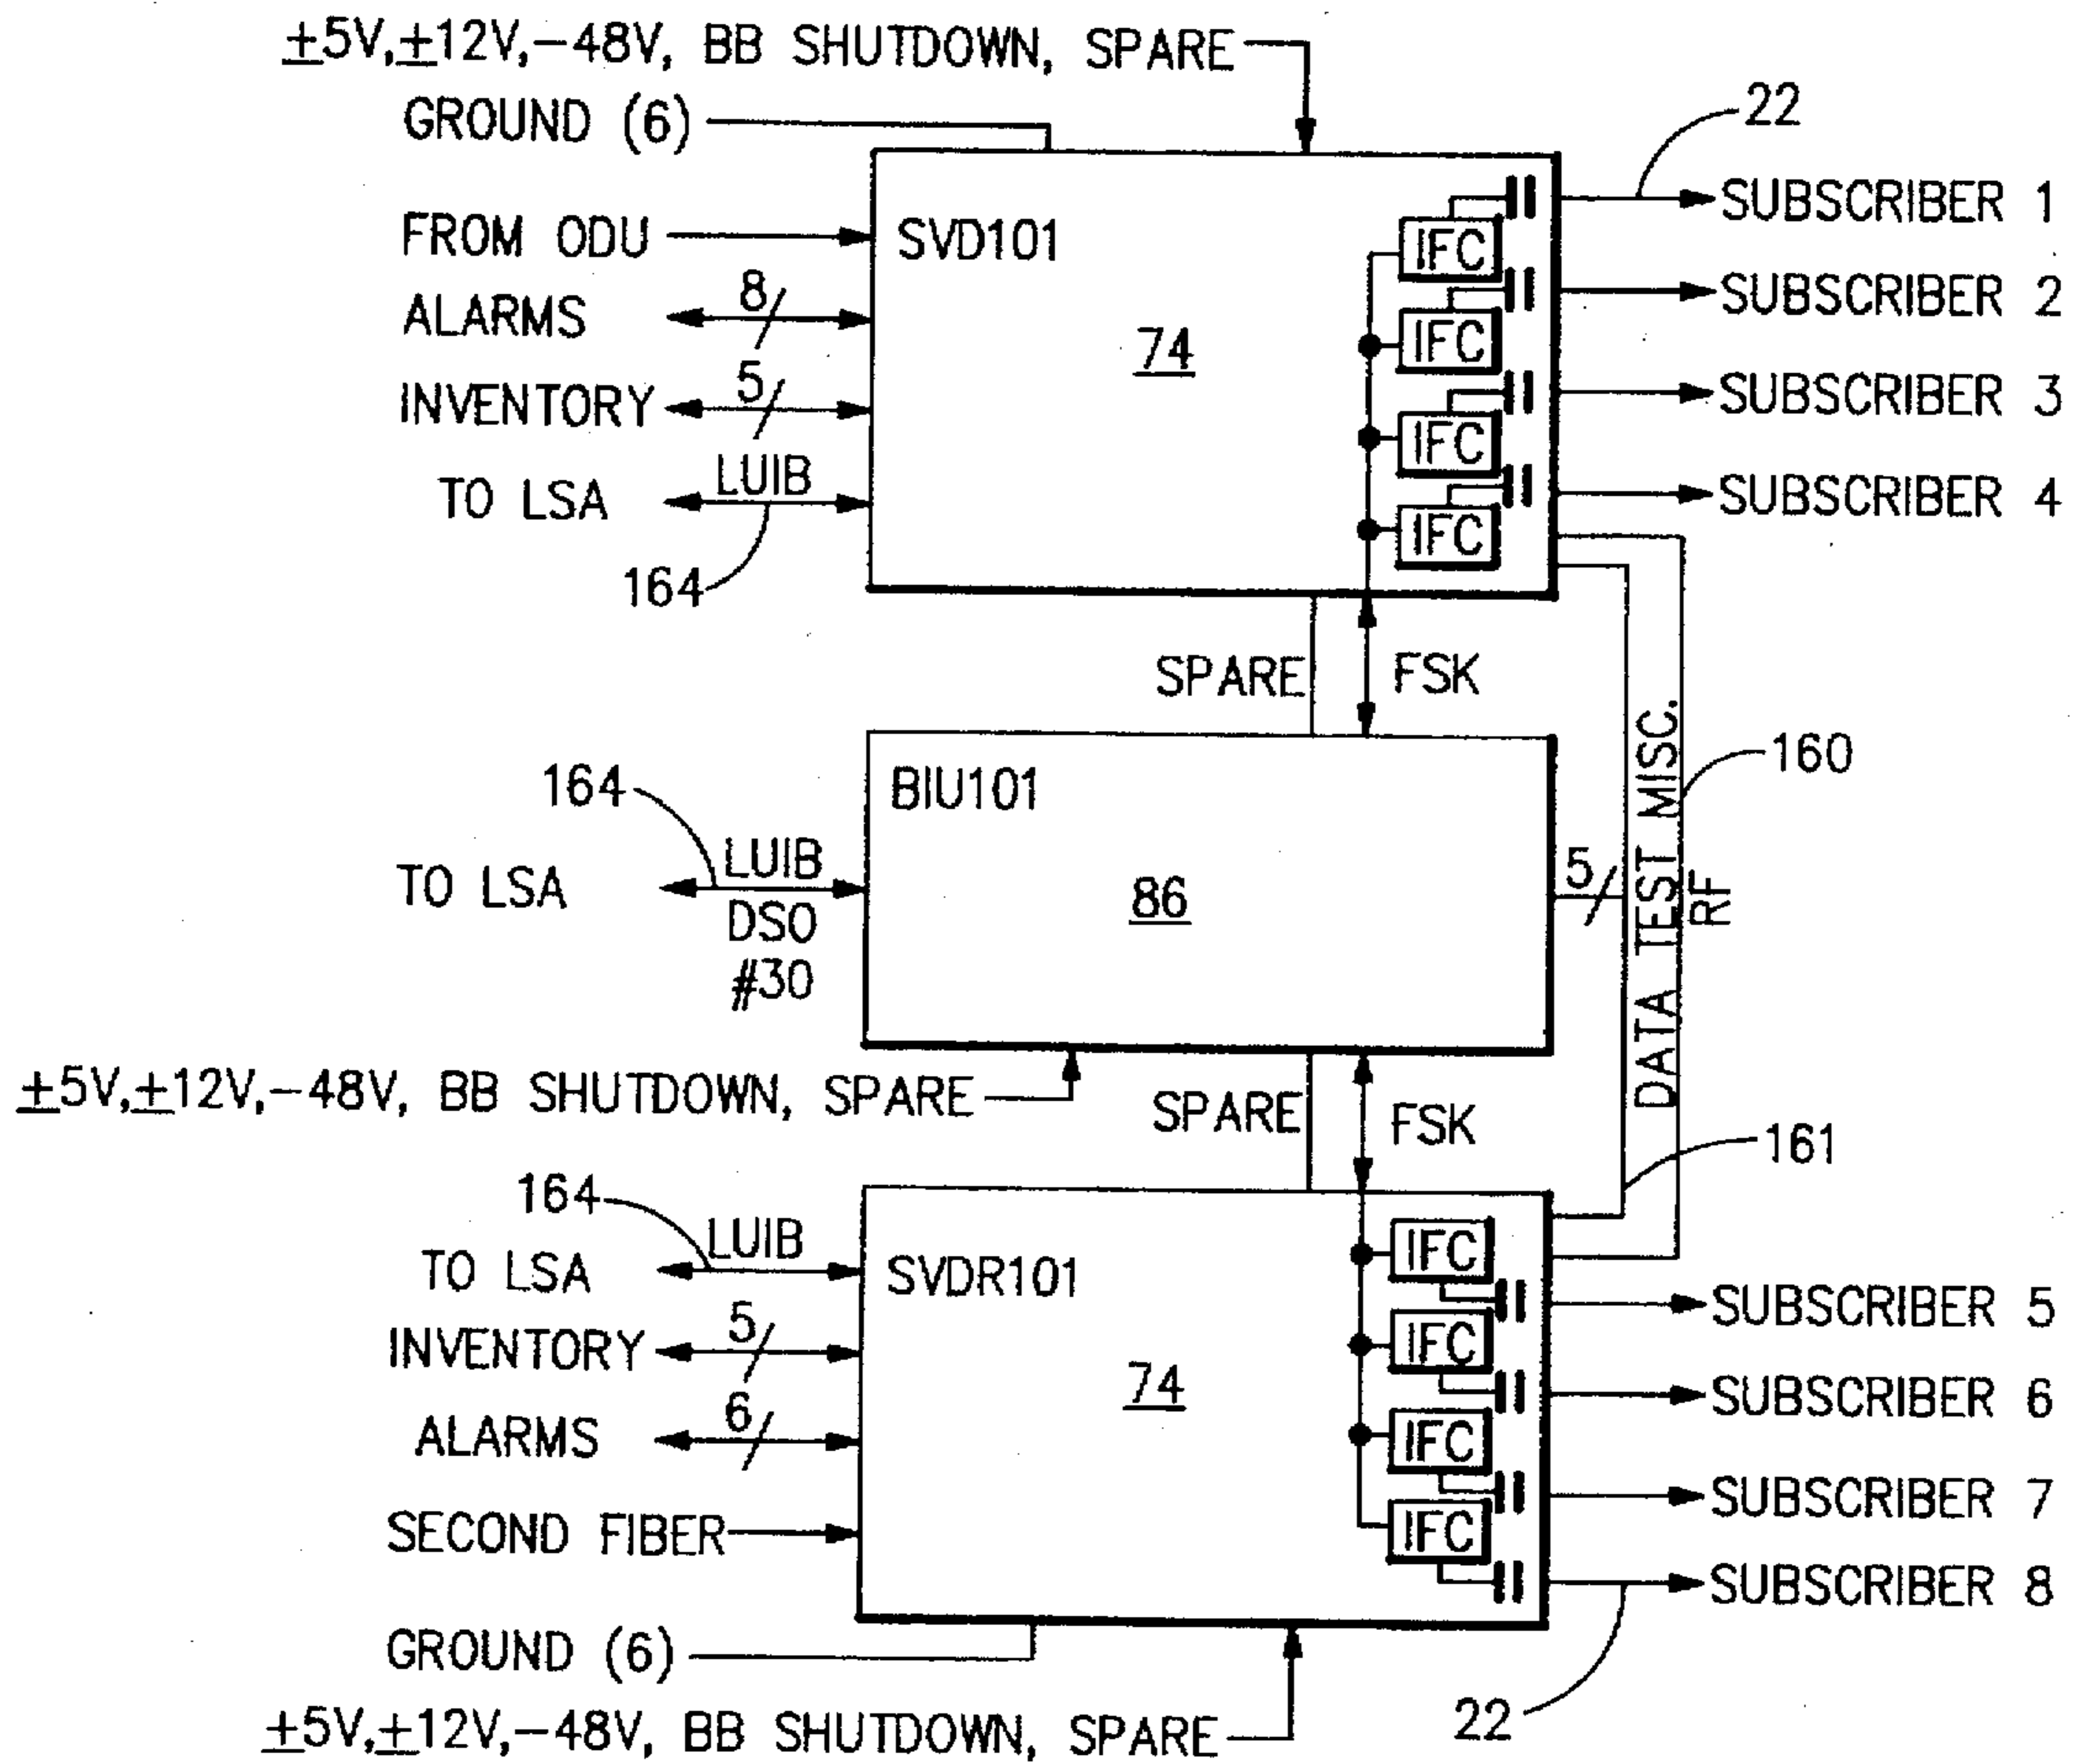 ±5V,±12V,-48V, BB SHUTDOWN, SPARE
GROUND (6)
22
SUBSCRIBER 1
FROM ODU
SVD101
IFC
SUBSCRIBER 2
ALARMS
8
IFC
74
INVENTORY
5
SUBSCRIBER 3
IFC
TO LSA
LUIB
SUBSCRIBER 4
IFC
164
SPARE
FSK
BIU101
160
164
LUIB
TO LSA
86
5
DATA TEST MISC.
RF
DSO
#30
±5V,±12V,-48V, BB SHUTDOWN, SPARE
SPARE
FSK
161
164
LUIB
TO LSA
SVDR101
IFC
SUBSCRIBER 5
INVENTORY
5
IFC
74
SUBSCRIBER 6
ALARMS
6
IFC
SUBSCRIBER 7
SECOND FIBER
IFC
SUBSCRIBER 8
GROUND (6)
22
±5V,±12V,-48V, BB SHUTDOWN, SPARE